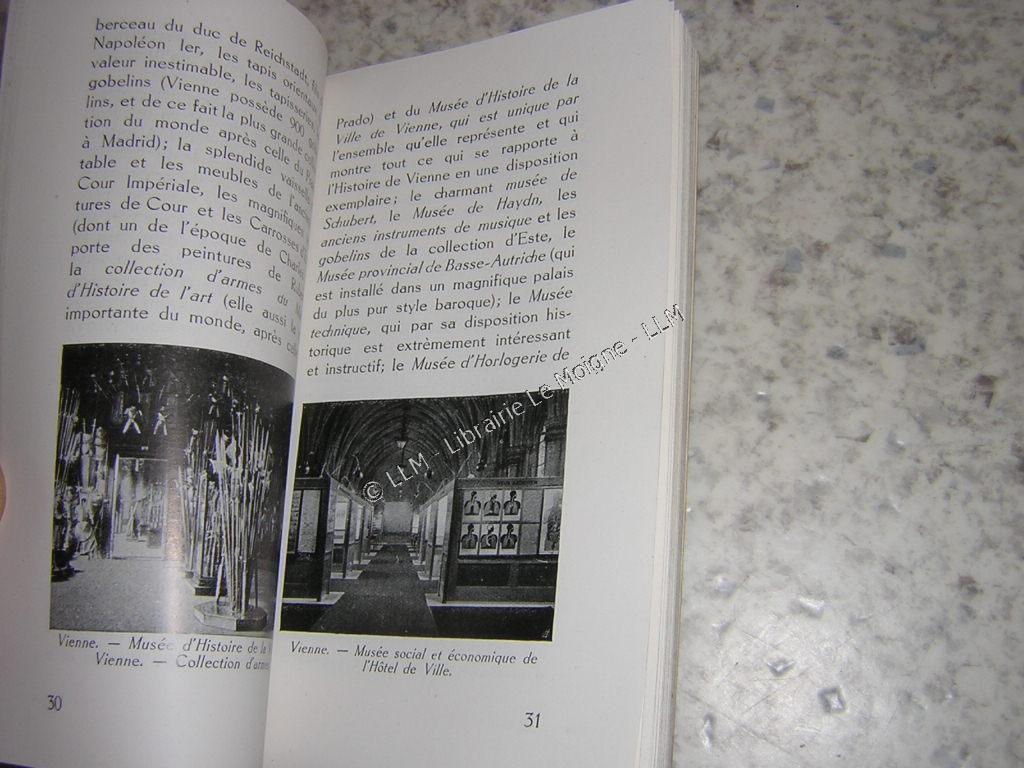 berceau du duc de Reichstadt,
Napoléon Ier, les tapis
valeur inestimable, les tapisseries,
gobelins (Vienne possède 900
lins, et de ce fait la plus grande
tion du monde après celle du
à Madrid); la splendide
table et les meubles de
Cour Impériale, les magnifiques
tures de Cour et les Carrosses
(dont un de l'époque de
porte des peintures de
la collection d'armes du
d'Histoire de l'art (elle aussi la
importante du monde, après
Vienne. — Musée d'Histoire de la
Vienne. — Collection d'armes
30
Prado) et du Musée d'Histoire de la
Ville de Vienne, qui est unique par
l'ensemble qu'elle représente et qui
montre tout ce qui se rapporte à
l'Histoire de Vienne en une disposition
exemplaire; le charmant musée de
Schubert, le Musée de Haydn, les
anciens instruments de musique et les
gobelins de la collection d'Este, le
Musée provincial de Basse-Autriche (qui
est installé dans un magnifique palais
du plus pur style baroque); le Musée
technique, qui par sa disposition his-
torique est extrêmement intéressant
et instructif; le Musée d'Horlogerie de
Vienne. — Musée social et économique de
l'Hôtel de Ville.
31
© LLM - Librairie Le Moigne - LLM